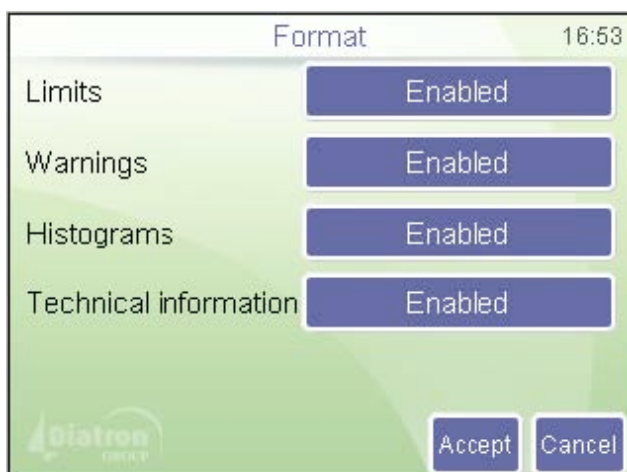 Format 16:53
Limits Enabled
Warnings Enabled
Histograms Enabled
Technical information Enabled
Diatron
GROUP
Accept Cancel